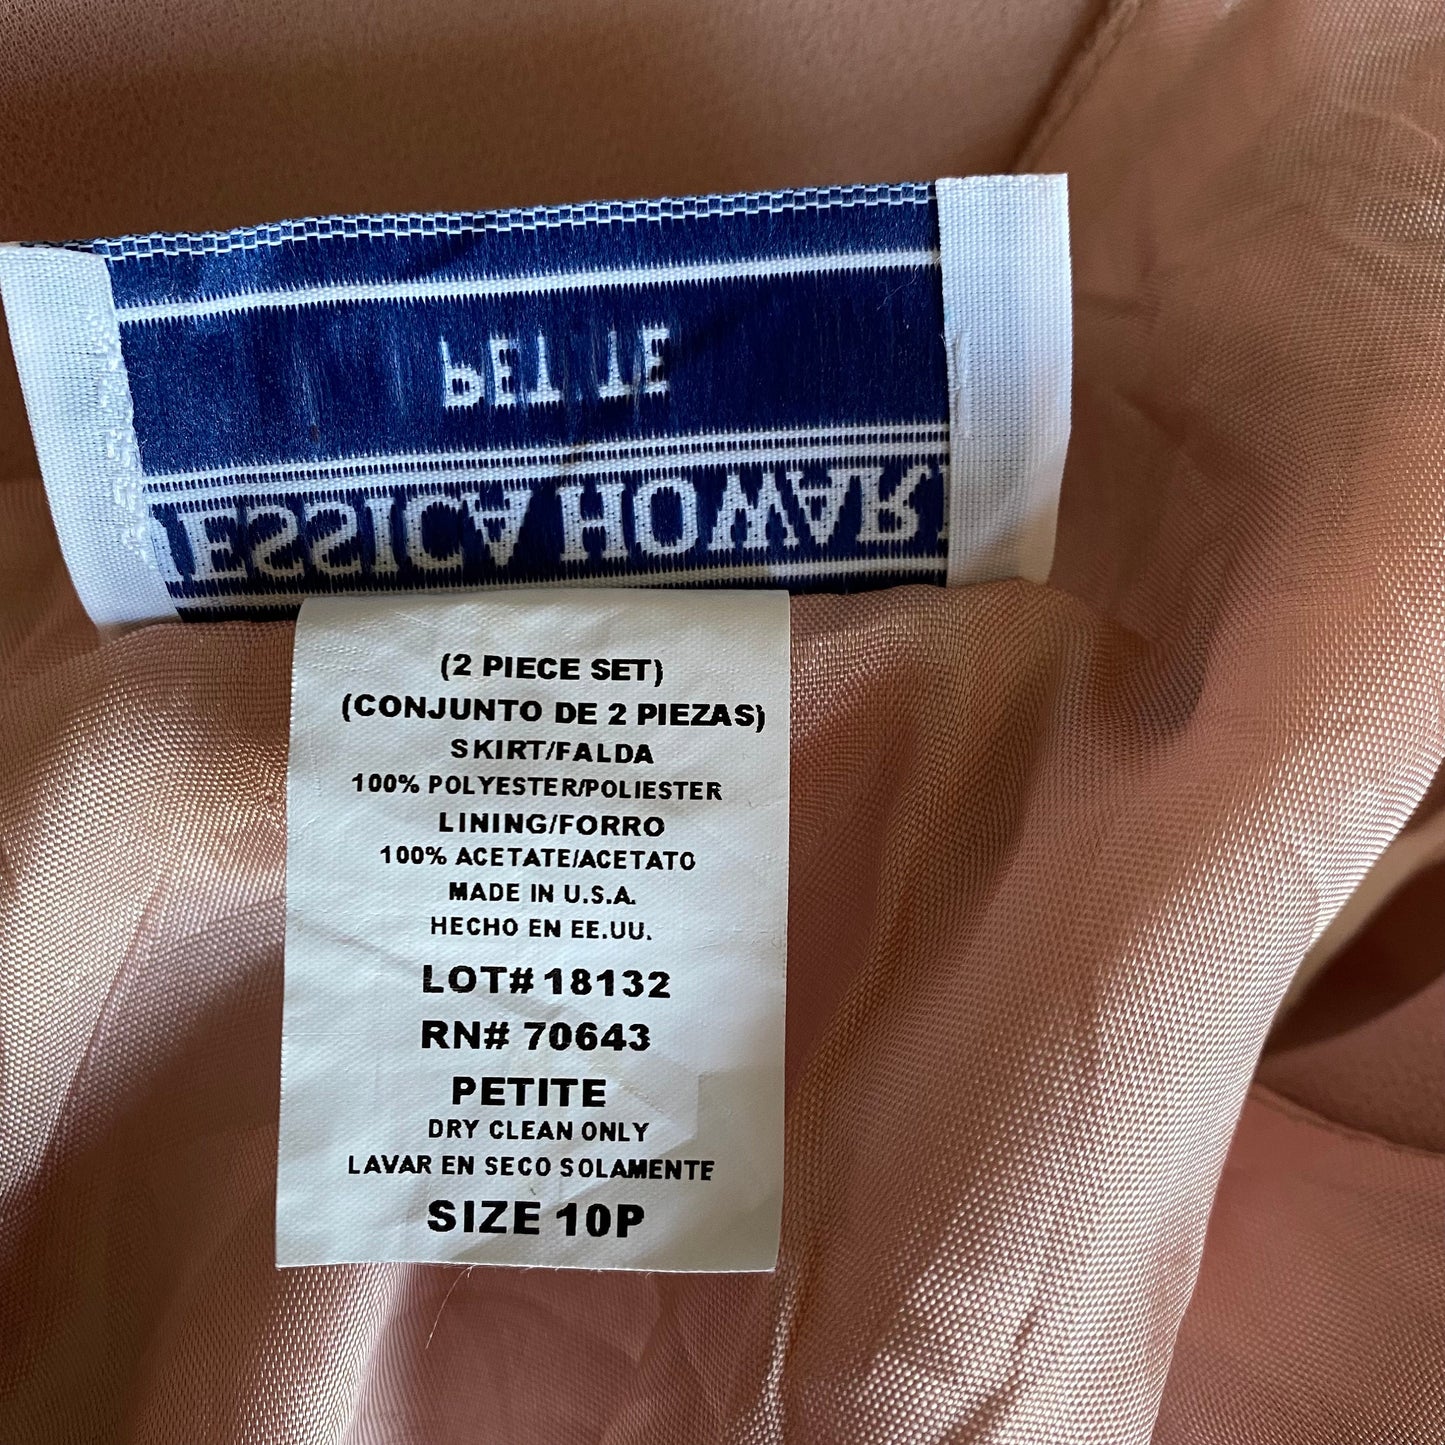 PETITE
JESSICA HOWARD
(2 PIECE SET)
(CONJUNTO DE 2 PIEZAS)
SKIRT/FALDA
100% POLYESTER/POLIESTER
LINING/FORRO
100% ACETATE/ACETATO
MADE IN U.S.A.
HECHO EN EE.UU.
LOT# 18132
RN# 70643
PETITE
DRY CLEAN ONLY
LAVAR EN SECO SOLAMENTE
SIZE 10P